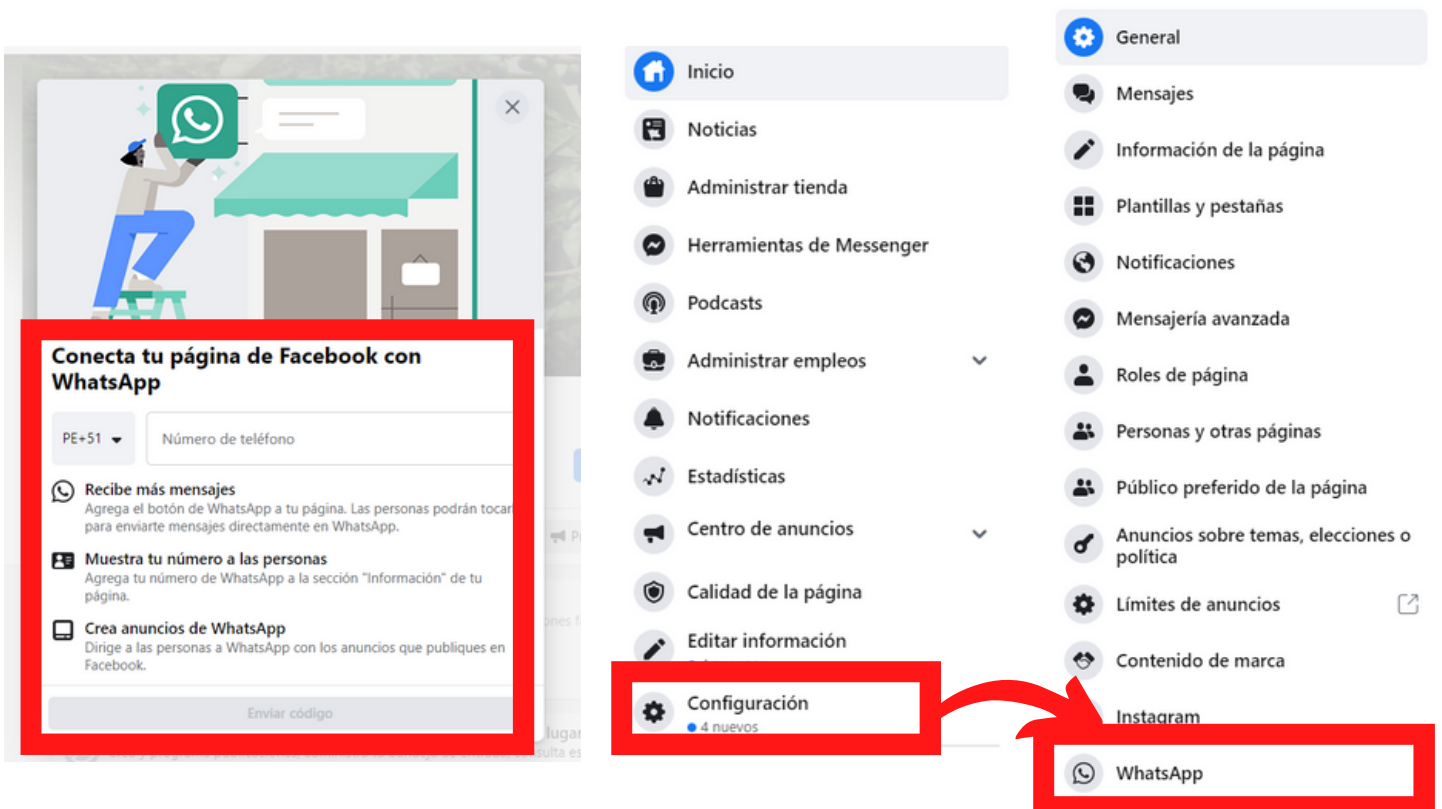 Conecta tu página de Facebook con
WhatsApp
PE+51
Número de teléfono
Recibe más mensajes
Agrega el botón de WhatsApp a tu página. Las personas podrán tocar
para enviarte mensajes directamente en WhatsApp.
Muestra tu número a las personas
Agrega tu número de WhatsApp a la sección "Información" de tu
página.
Crea anuncios de WhatsApp
Dirige a las personas a WhatsApp con los anuncios que publiques en
Facebook.
Enviar código
lugar
Inicio
Noticias
Administrar tienda
Herramientas de Messenger
Podcasts
Administrar empleos
Notificaciones
Estadísticas
Centro de anuncios
Calidad de la página
Editar información
Configuración
4 nuevos
General
Mensajes
Información de la página
Plantillas y pestañas
Notificaciones
Mensajería avanzada
Roles de página
Personas y otras páginas
Público preferido de la página
Anuncios sobre temas, elecciones o
política
Límites de anuncios
Contenido de marca
Instagram
WhatsApp